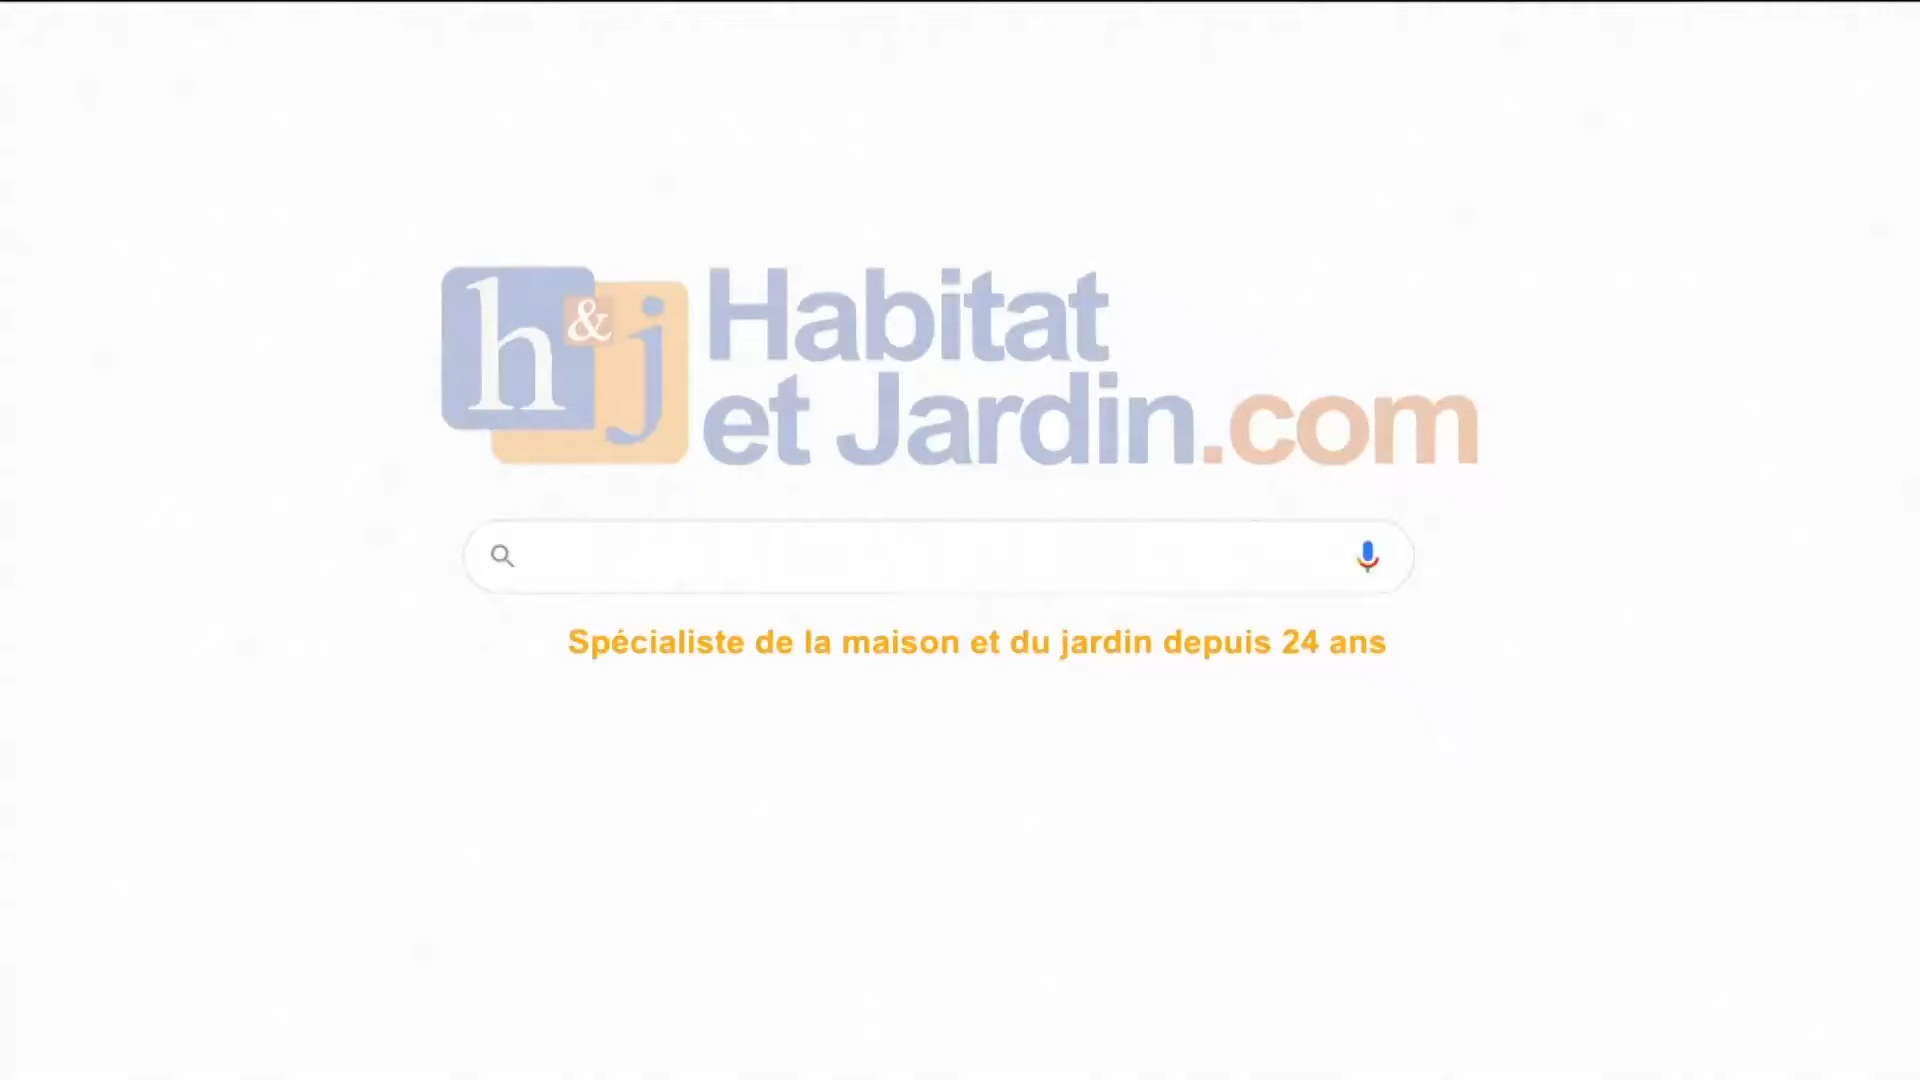 h&j
Habitat
et Jardin.com
Spécialiste de la maison et du jardin depuis 24 ans